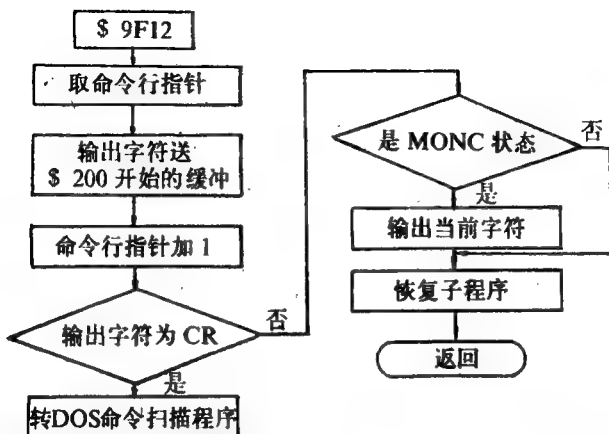 $ 9F12
取命令行指针
输出字符送
$ 200 开始的缓冲
命令行指针加 1
输出字符为 CR
否
是
转DOS命令扫描程序
是 MONC 状态
否
是
输出当前字符
恢复子程序
返回